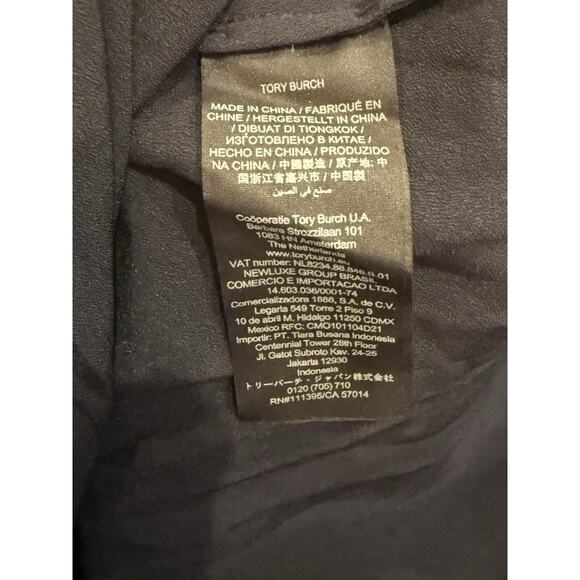 TORY BURCH
MADE IN CHINA / FABRIQUÉ EN
CHINE / HERGESTELLT IN CHINA
/ DIBUAT DI TIONGKOK /
ИЗГОТОВЛЕНО В КИТАЕ /
HECHO EN CHINA / PRODUZIDO
NA CHINA / 中國製造 / 原产地: 中
国浙江省嘉兴市 / 中国製
صنع في الصين
Coöperatie Tory Burch U.A.
Barbara Strozzilaan 101
1083 HN Amsterdam
The Netherlands
www.toryburch.eu
VAT number: NL8234.88.846.B.01
NEWLUXE GROUP BRASIL
COMERCIO E IMPORTACAO LTDA
14.603.036/0001-74
Comercializadora 1888, S.A. de C.V.
Legaria 549 Torre 2 Piso 9
10 de abril M. Hidalgo 11250 CDMX
Mexico RFC: CMO101104D21
Importir: PT. Tiara Busana Indonesia
Centennial Tower 28th Floor
Jl. Gatot Subroto Kav. 24-25
Jakarta 12930
Indonesia
トリーバーチ・ジャパン株式会社
0120 (705) 710
RN#111395/CA 57014